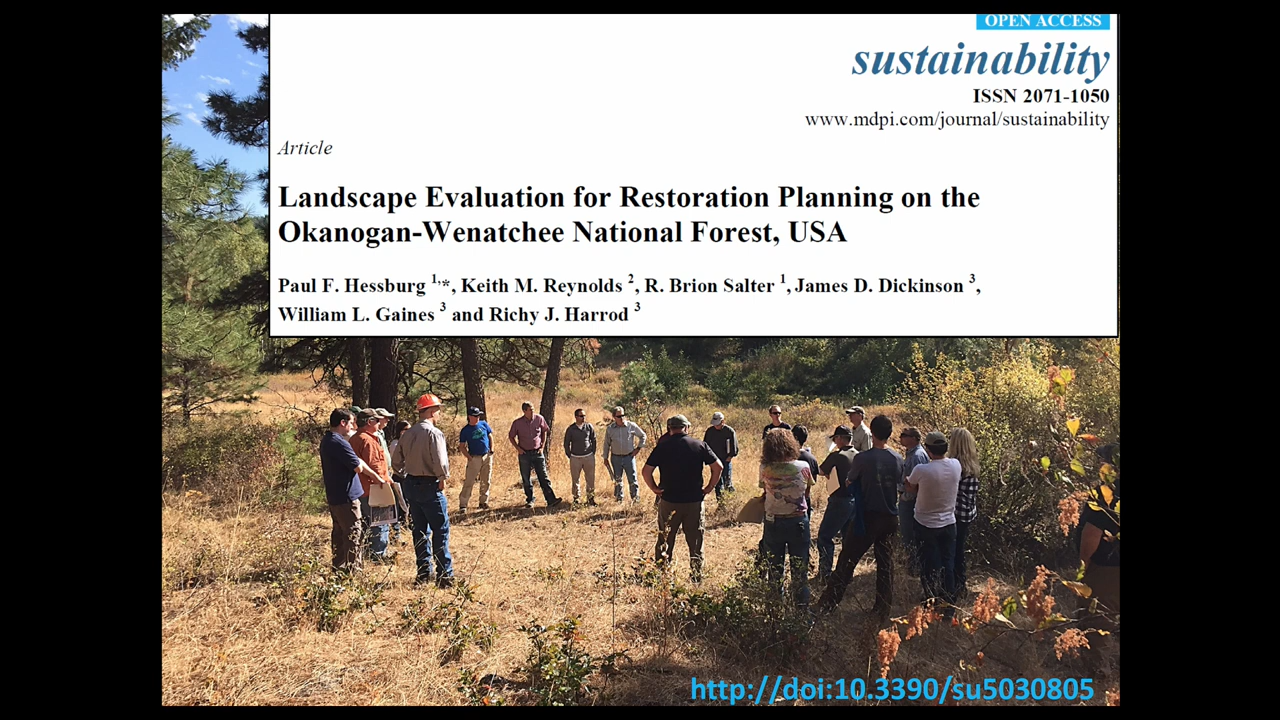 OPEN ACCESS
sustainability
ISSN 2071-1050
www.mdpi.com/journal/sustainability
Article
Landscape Evaluation for Restoration Planning on the
Okanogan-Wenatchee National Forest, USA
Paul F. Hessburg 1,*, Keith M. Reynolds 2, R. Brion Salter 1, James D. Dickinson 3,
William L. Gaines 3 and Richy J. Harrod 3
http://doi:10.3390/su5030805